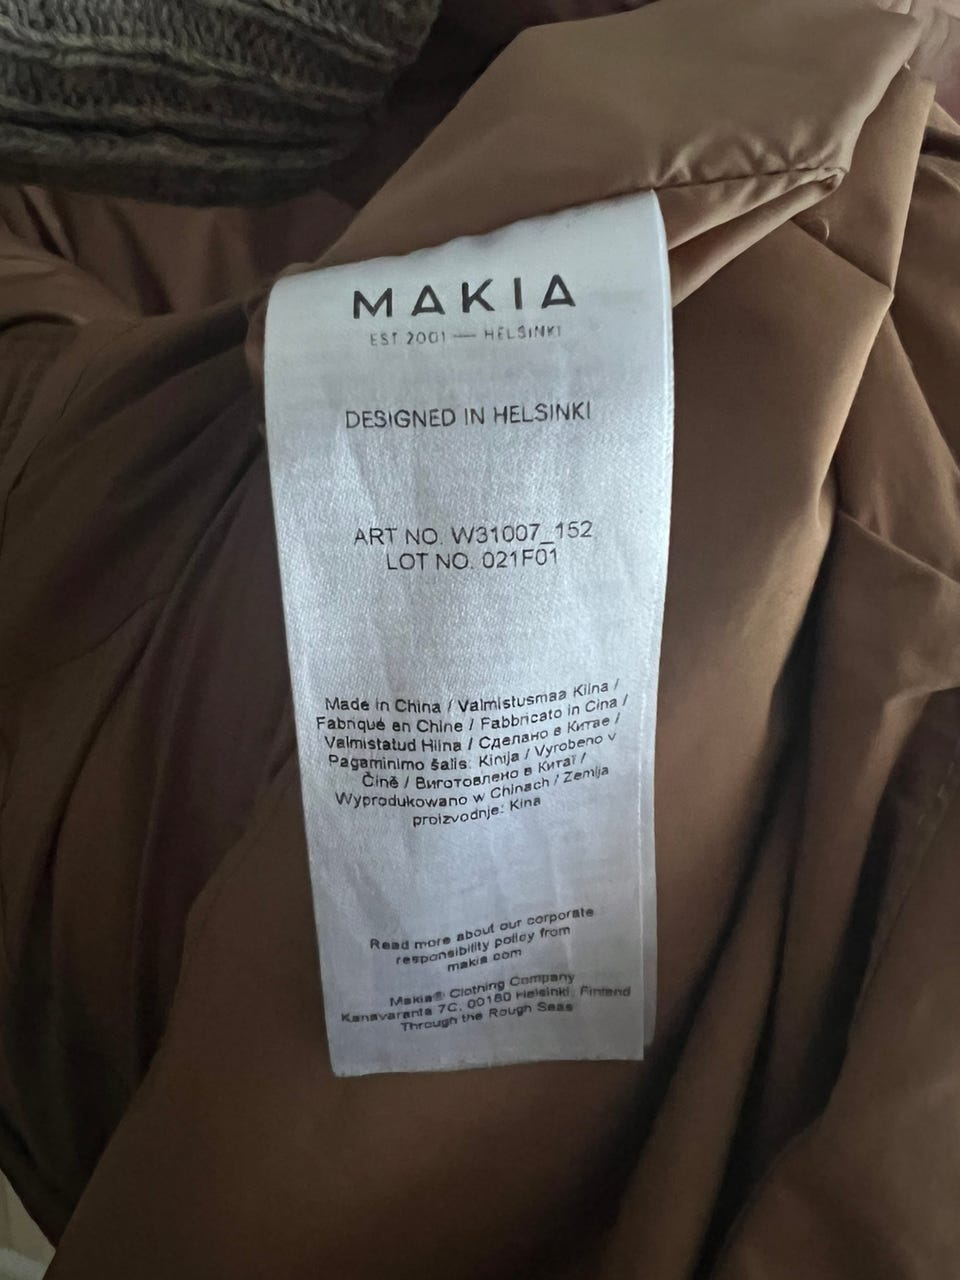 MAKIA
EST 2001 — HELSINKI
DESIGNED IN HELSINKI
ART NO. W31007_152
LOT NO. 021F01
Made in China / Valmistusmaa Kiina /
Fabriqué en Chine / Fabbricato in Cina /
Valmistatud Hiina / Сделано в Китае /
Pagaminimo šalis: Kinija / Vyrobeno v
Číně / Виготовлено в Китаї /
Wyprodukowano w Chinach / Zemlja
proizvodnje: Kina
Read more about our corporate
responsibility policy from
makia.com
Makia® Clothing Company
Kanavaranta 7C, 00160 Helsinki, Finland
Through the Rough Seas